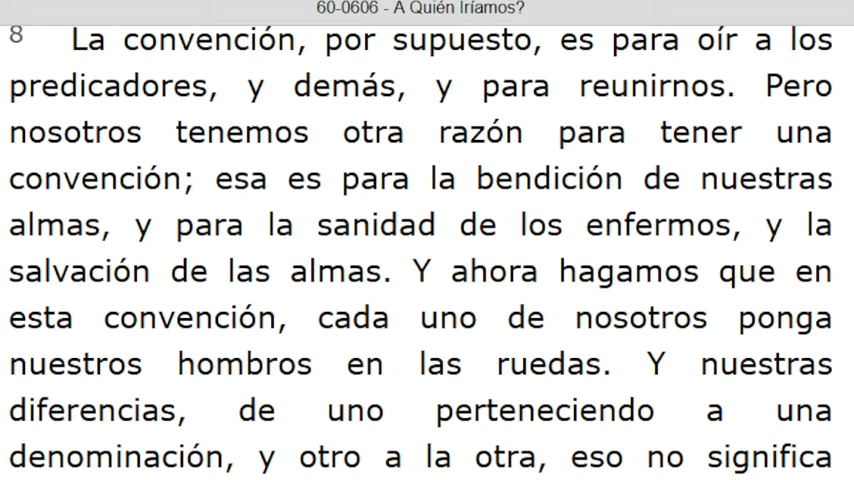 60-0606 - A Quién Iríamos?
8 La convención, por supuesto, es para oír a los
predicadores, y demás, y para reunirnos. Pero
nosotros tenemos otra razón para tener una
convención; esa es para la bendición de nuestras
almas, y para la sanidad de los enfermos, y la
salvación de las almas. Y ahora hagamos que en
esta convención, cada uno de nosotros ponga
nuestros hombros en las ruedas. Y nuestras
diferencias, de uno perteneciendo a una
denominación, y otro a la otra, eso no significa